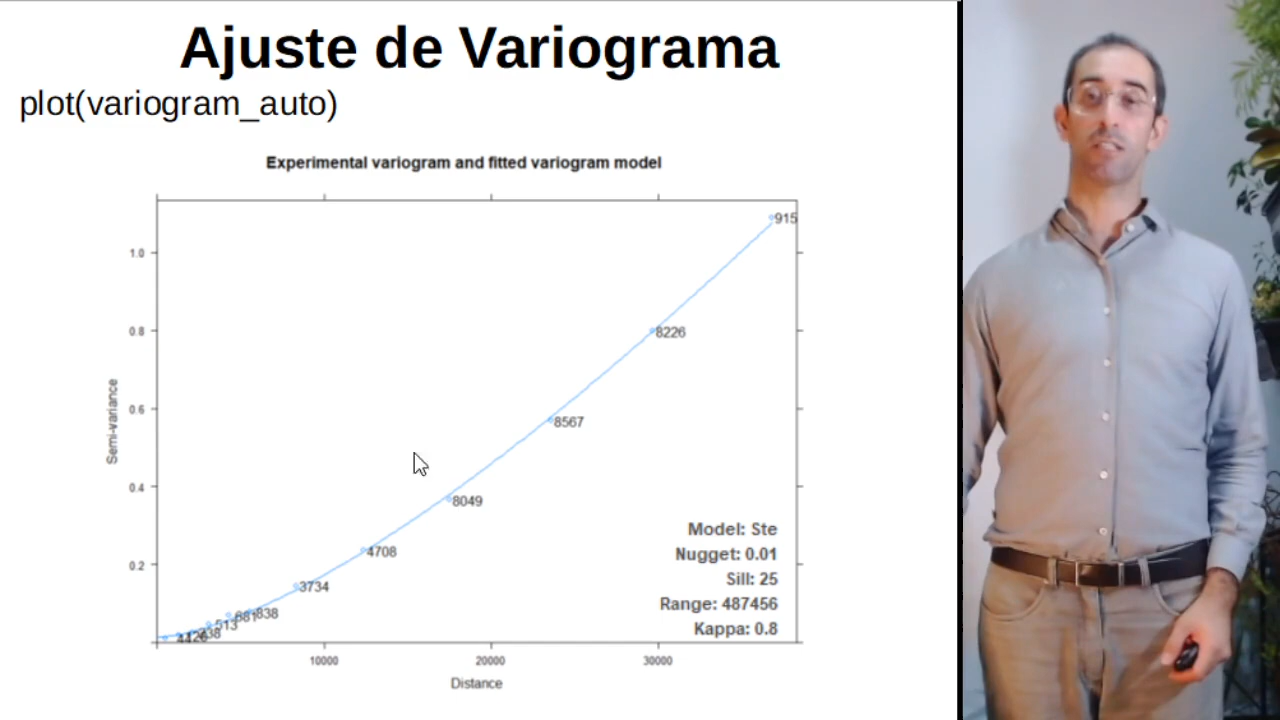 Ajuste de Variograma
plot(variogram_auto)
Experimental variogram and fitted variogram model
915
1.0
0.8
8226
Semi-variance
0.6
8567
0.4
8049
Model: Ste
4708
Nugget: 0.01
0.2
Sill: 25
3734
Range: 487456
838
513
Kappa: 0.8
10000
20000
30000
Distance